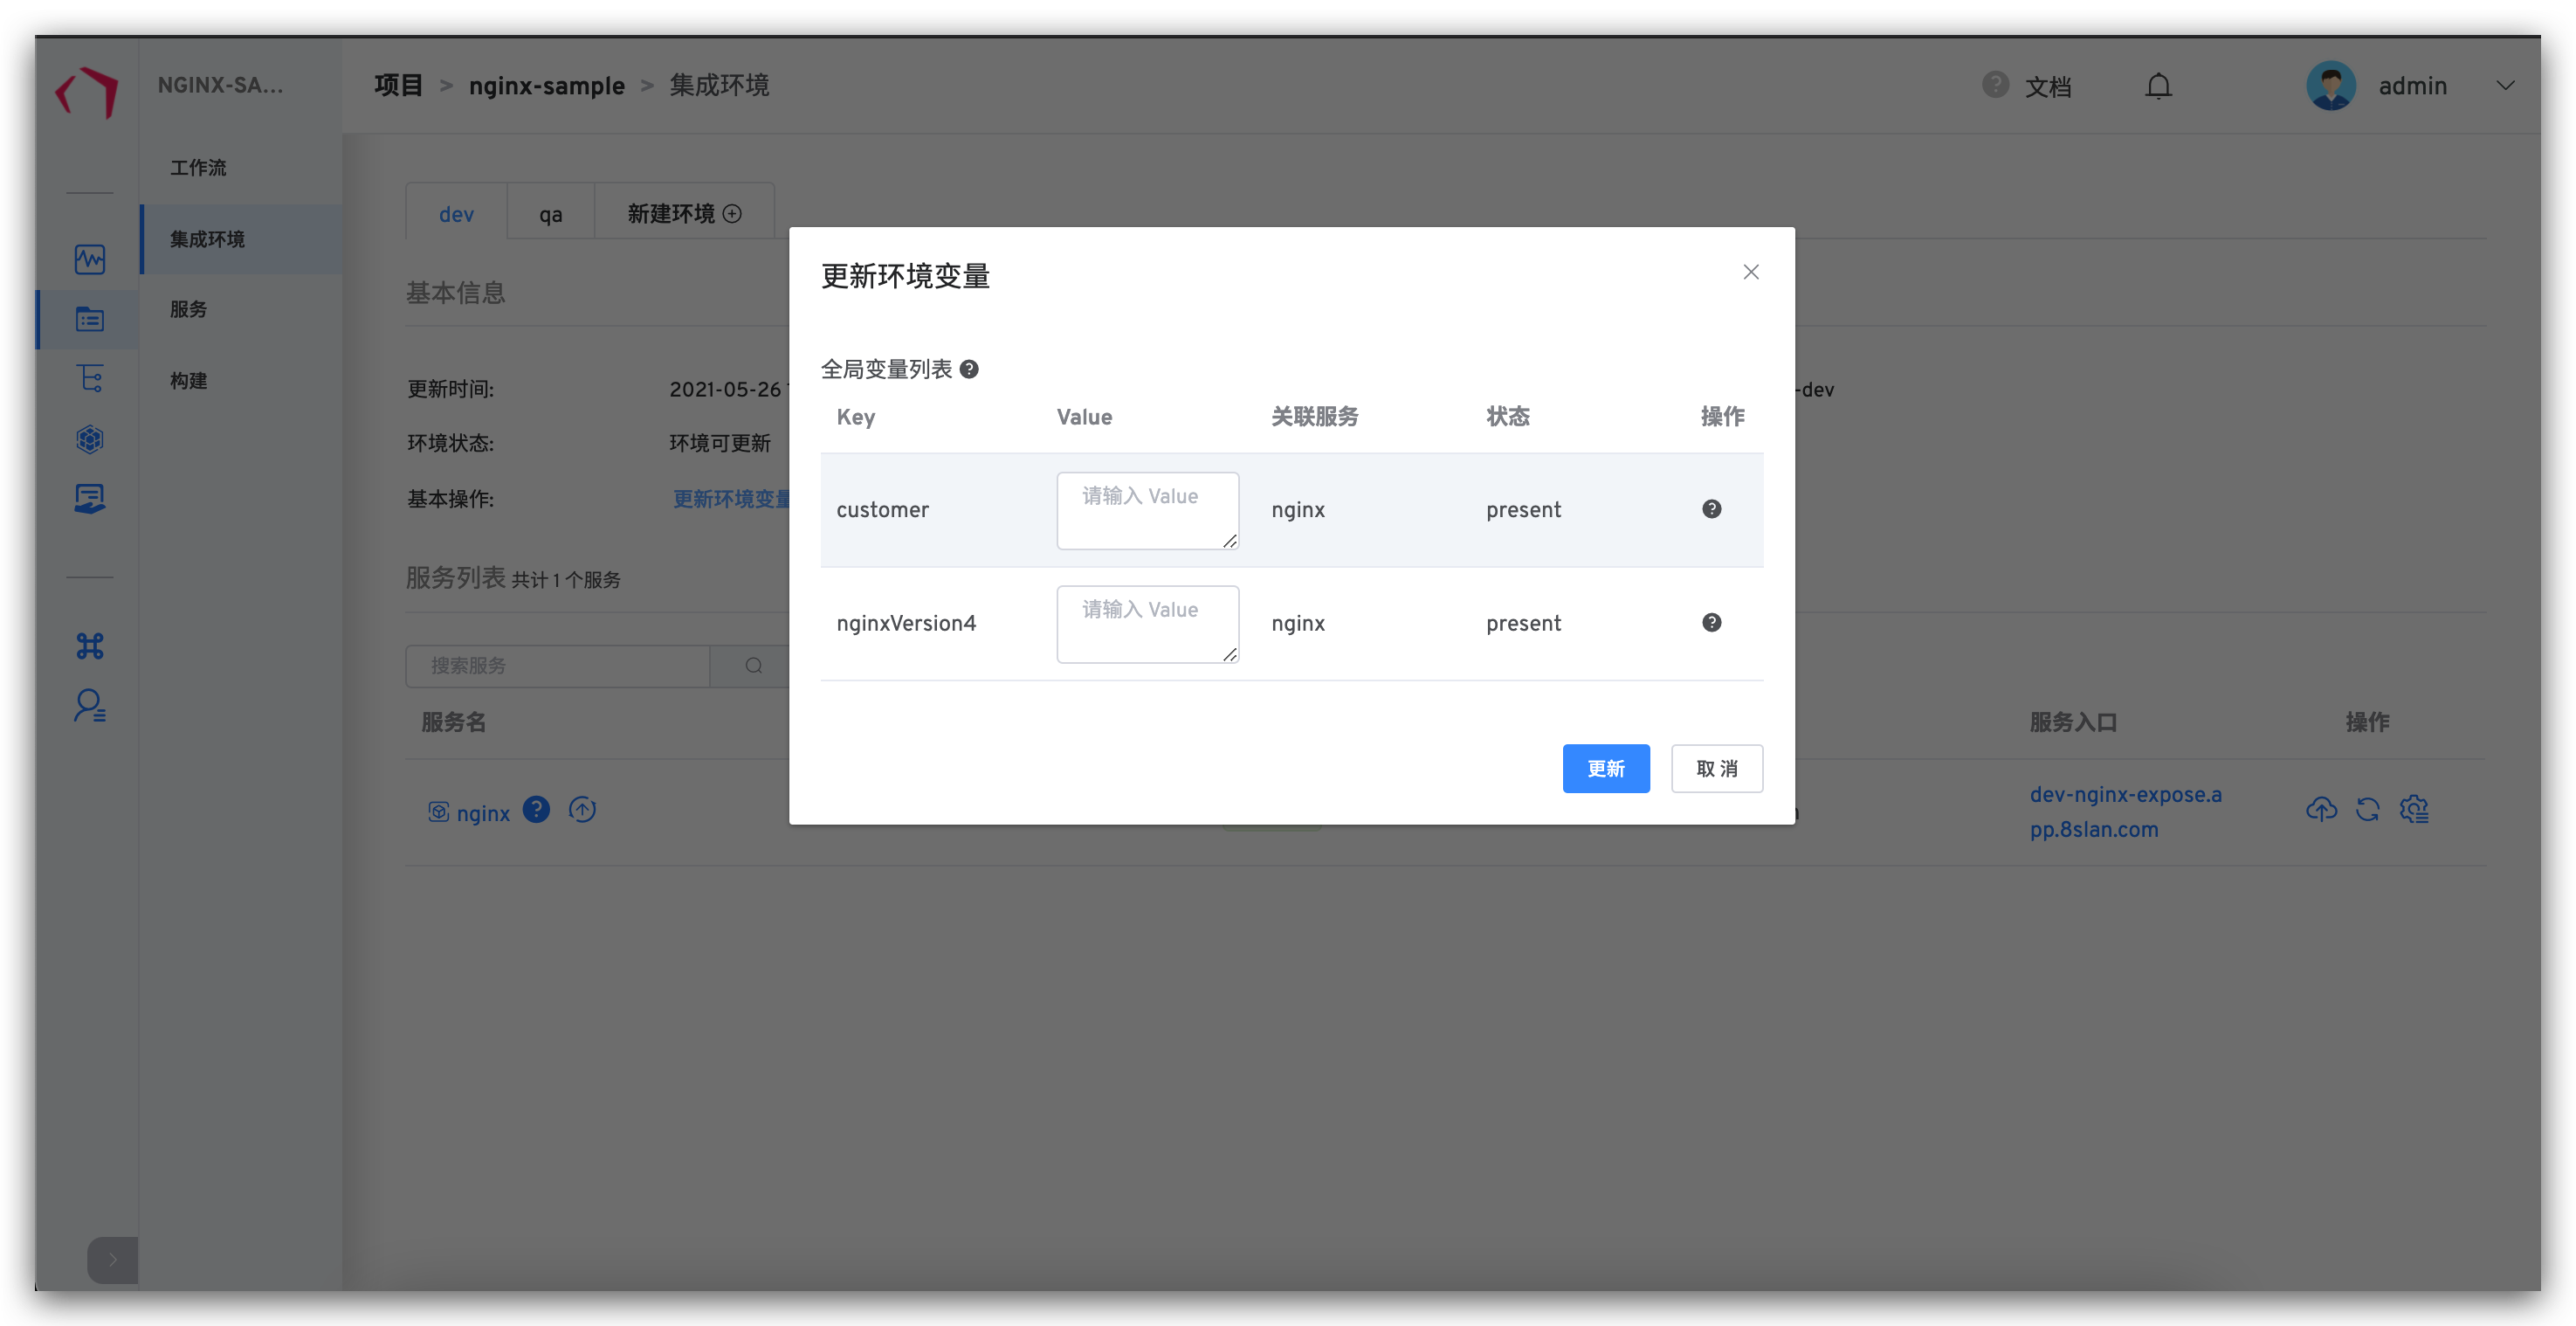 NGINX-SA...
项目 > nginx-sample > 集成环境
文档
admin
工作流
集成环境
服务
构建
dev
qa
新建环境
基本信息
更新时间:
2021-05-26
-dev
环境状态:
环境可更新
基本操作:
更新环境变量
服务列表 共计 1 个服务
搜索服务
服务名
服务入口
操作
nginx
dev-nginx-expose.a
pp.8slan.com
更新环境变量
全局变量列表
Key
Value
关联服务
状态
操作
customer
请输入 Value
nginx
present
nginxVersion4
请输入 Value
nginx
present
更新
取 消